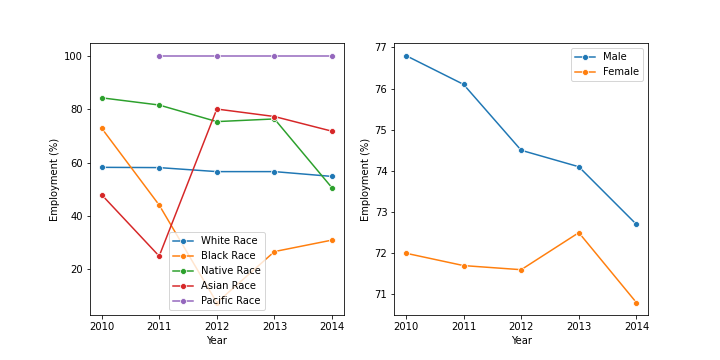 100
80
60
40
20
Employment (%)
2010 2011 2012 2013 2014
Year
White Race
Black Race
Native Race
Asian Race
Pacific Race
77
76
75
74
73
72
71
Employment (%)
2010 2011 2012 2013 2014
Year
Male
Female